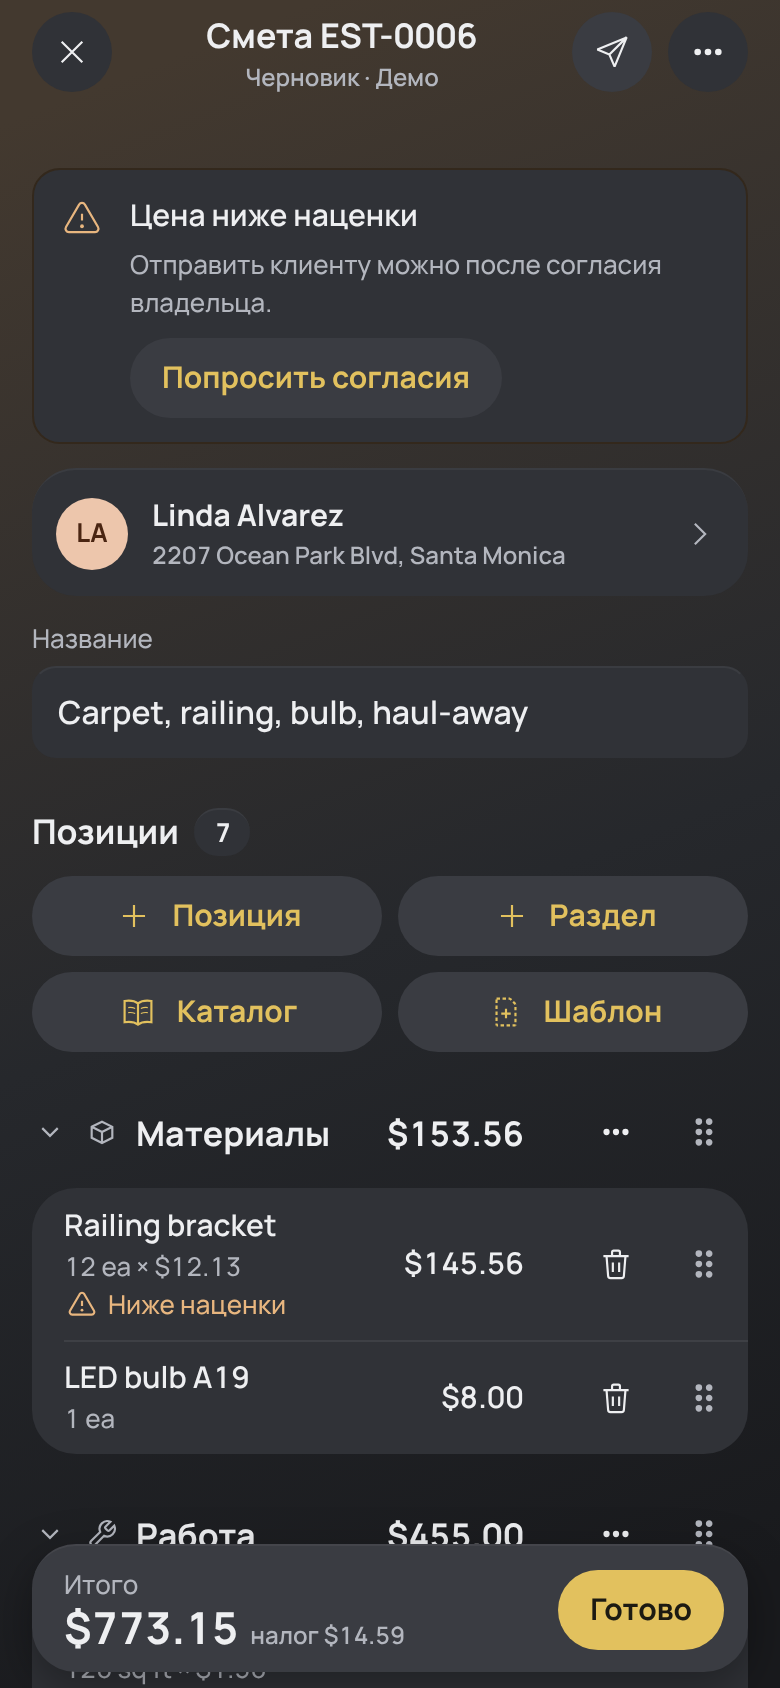 Смета EST-0006
Черновик · Демо
Цена ниже наценки
Отправить клиенту можно после согласия
владельца.
Попросить согласия
LA
Linda Alvarez
2207 Ocean Park Blvd, Santa Monica
Название
Carpet, railing, bulb, haul-away
Позиции 7
Позиция
Раздел
Каталог
Шаблон
Материалы $153.56
Railing bracket
12 ea × $12.13
$145.56
Ниже наценки
LED bulb A19
1 ea
$8.00
Работа $455.00
Итого
$773.15 налог $14.59
Готово